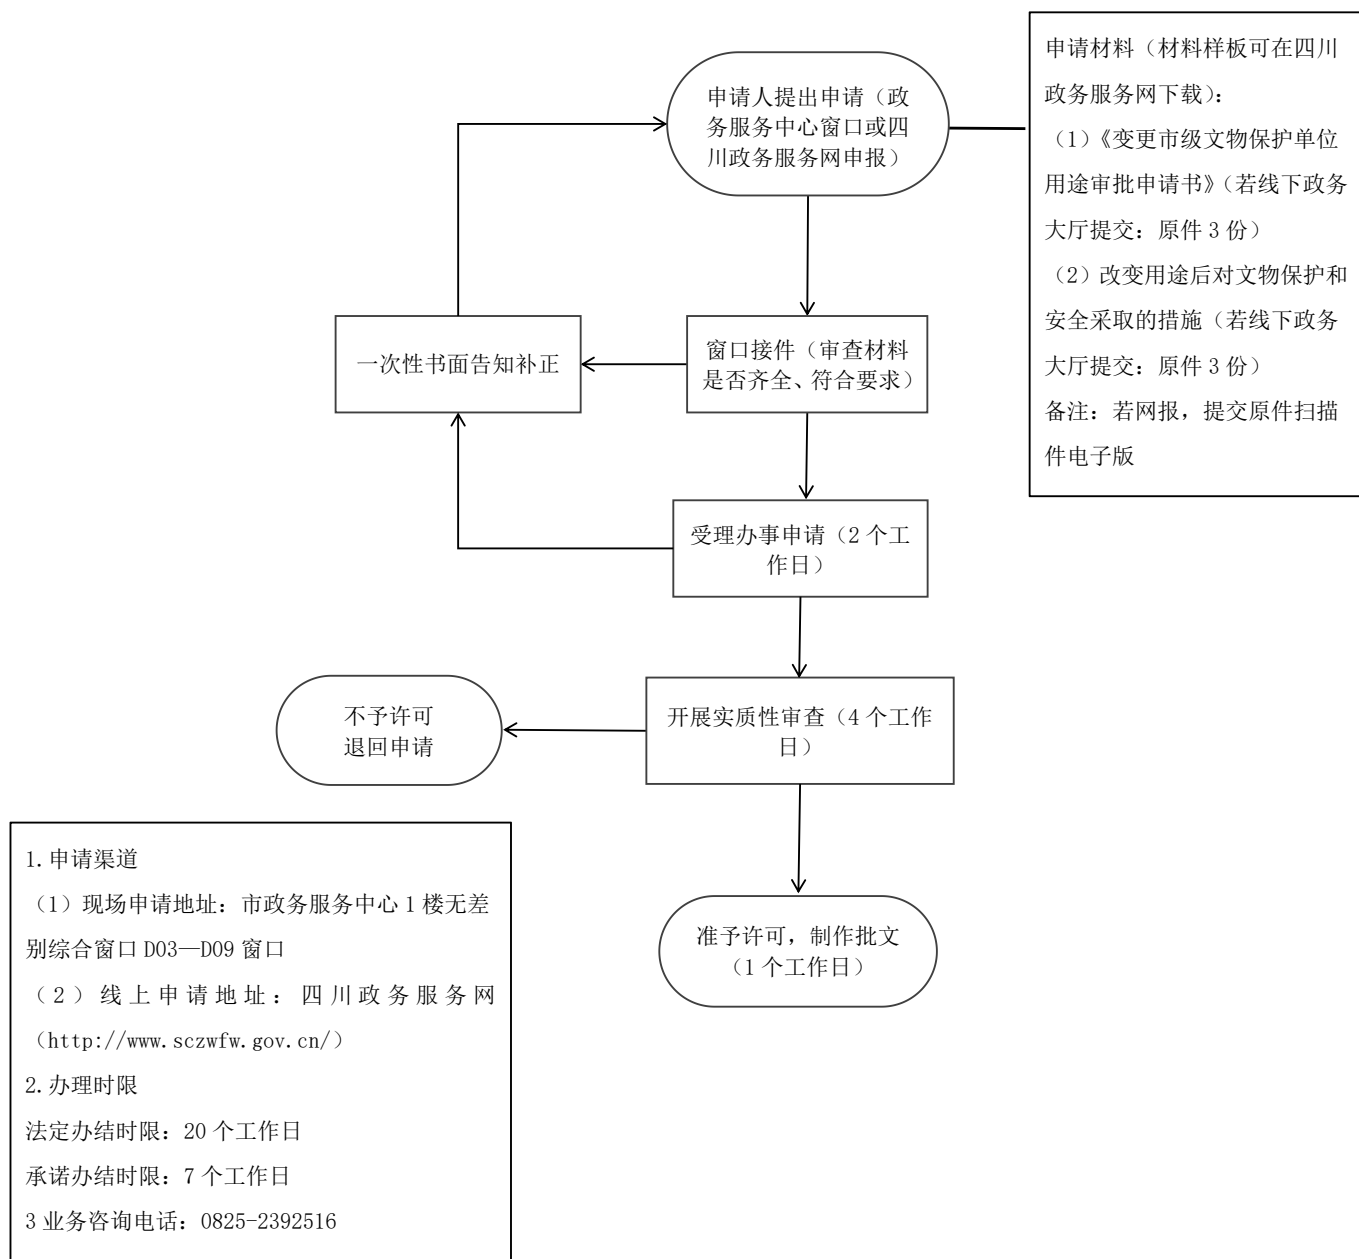 申请人提出申请（政
务服务中心窗口或四
川政务服务网申报）
申请材料（材料样板可在四川
政务服务网下载）：
（1）《变更市级文物保护单位
用途审批申请书》（若线下政务
大厅提交：原件 3 份）
（2）改变用途后对文物保护和
安全采取的措施（若线下政务
大厅提交：原件 3 份）
备注：若网报，提交原件扫描
件电子版
一次性书面告知补正
窗口接件（审查材料
是否齐全、符合要求）
受理办事申请（2 个工
作日）
不予许可
退回申请
开展实质性审查（4 个工作
日）
准予许可，制作批文
（1 个工作日）
1.申请渠道
（1）现场申请地址：市政务服务中心 1 楼无差
别综合窗口 D03—D09 窗口
（2）线上申请地址：四川政务服务网
（http://www.sczwfw.gov.cn/）
2.办理时限
法定办结时限：20 个工作日
承诺办结时限：7 个工作日
3 业务咨询电话：0825-2392516